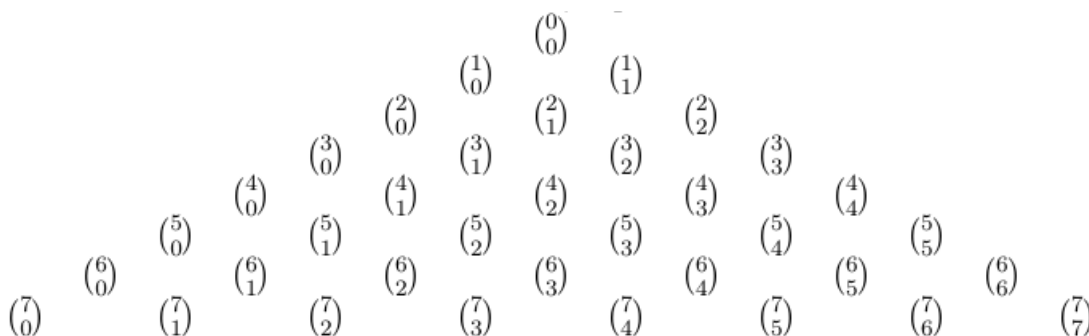 (0 0)
(1 0) (1 1)
(2 0) (2 1) (2 2)
(3 0) (3 1) (3 2) (3 3)
(4 0) (4 1) (4 2) (4 3) (4 4)
(5 0) (5 1) (5 2) (5 3) (5 4) (5 5)
(6 0) (6 1) (6 2) (6 3) (6 4) (6 5) (6 6)
(7 0) (7 1) (7 2) (7 3) (7 4) (7 5) (7 6) (7 7)